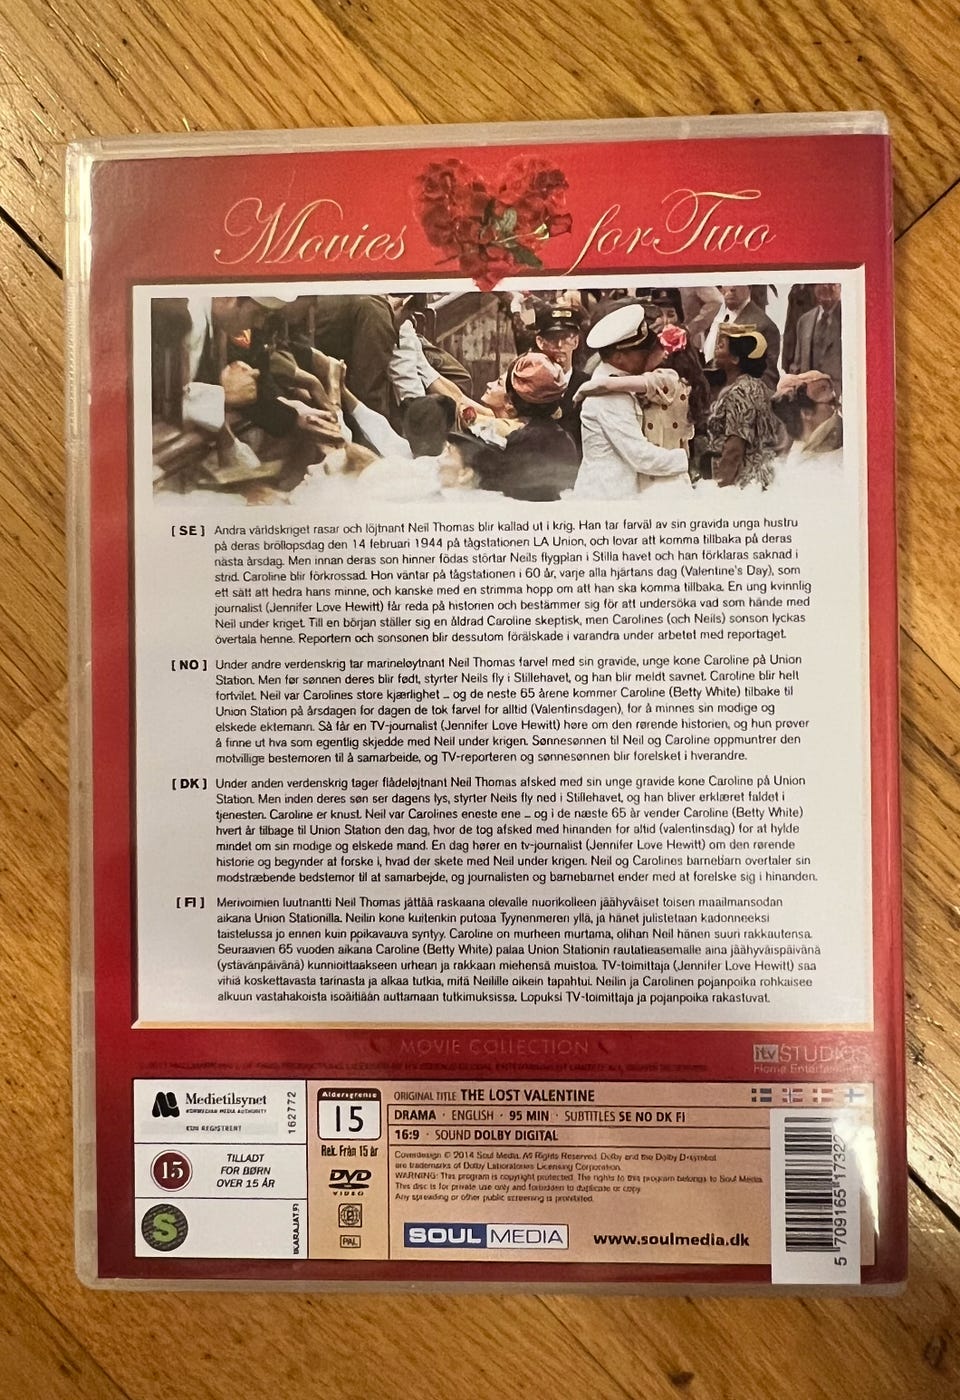 Movies for Two
[ SE ] Andra världskriget rasar och löjtnant Neil Thomas blir kallad ut i krig. Han tar farväl av sin gravida unga hustru
på deras bröllopsdag den 14 februari 1944 på tågstationen LA Union, och lovar att komma tillbaka på deras
nästa årsdag. Men innan deras son hinner födas störtar Neils flygplan i Stilla havet och han förklaras saknad i
strid. Caroline blir förkrossad. Hon väntar på tågstationen i 60 år, varje alla hjärtans dag (Valentine's Day), som
ett sätt att hedra hans minne, och kanske med en strimma hopp om att han ska komma tillbaka. En ung kvinnlig
journalist (Jennifer Love Hewitt) får reda på historien och bestämmer sig för att undersöka vad som hände med
Neil under kriget. Till en början ställer sig en åldrad Caroline skeptisk, men Carolines (och Neils) sonson lyckas
övertala henne. Reportern och sonsonen blir dessutom förälskade i varandra under arbetet med reportaget.
[ NO ] Under andre verdenskrig tar marineløytnant Neil Thomas farvel med sin gravide, unge kone Caroline på Union
Station. Men før sønnen deres blir født, styrter Neils fly i Stillehavet, og han blir meldt savnet. Caroline blir helt
fortvilet. Neil var Carolines store kjærlighet ... og de neste 65 årene kommer Caroline (Betty White) tilbake til
Union Station på årsdagen for dagen de tok farvel for alltid (Valentinsdagen), for å minnes sin modige og
elskede ektemann. Så får en TV-journalist (Jennifer Love Hewitt) høre om den rørende historien, og hun prøver
å finne ut hva som egentlig skjedde med Neil under krigen. Sønnesønnen til Neil og Caroline oppmuntrer den
motvillige bestemoren til å samarbeide, og TV-reporteren og sønnesønnen blir forelsket i hverandre.
[ DK ] Under anden verdenskrig tager flådeløjtnant Neil Thomas afsked med sin unge gravide kone Caroline på Union
Station. Men inden deres søn ser dagens lys, styrter Neils fly ned i Stillehavet, og han bliver erklæret faldet i
tjenesten. Caroline er knust. Neil var Carolines eneste ene ... og i de næste 65 år vender Caroline (Betty White)
hvert år tilbage til Union Station den dag, hvor de tog afsked med hinanden for altid (valentinsdag) for at hylde
mindet om sin modige og elskede mand. En dag hører en tv-journalist (Jennifer Love Hewitt) om den rørende
historie og begynder at forske i, hvad der skete med Neil under krigen. Neil og Carolines barnebarn overtaler sin
modstræbende bedstemor til at samarbejde, og journalisten og barnebarnet ender med at forelske sig i hinanden.
[ FI ] Merivoimien luutnantti Neil Thomas jättää raskaana olevalle nuorikolleen jäähyväiset toisen maailmansodan
aikana Union Stationilla. Neilin kone kuitenkin putoaa Tyynenmeren yllä, ja hänet julistetaan kadonneeksi
taistelussa jo ennen kuin poikavauva syntyy. Caroline on murheen murtama, olihan Neil hänen suuri rakkautensa.
Seuraavien 65 vuoden aikana Caroline (Betty White) palaa Union Stationin rautatieasemalle aina jäähyväispäivänä
(ystävänpäivänä) kunnioittaakseen urhean ja rakkaan miehensä muistoa. TV-toimittaja (Jennifer Love Hewitt) saa
vihiä koskettavasta tarinasta ja alkaa tutkia, mitä Neilille oikein tapahtui. Neilin ja Carolinen pojanpoika rohkaisee
alkuun vastahakoista isoäitiään auttamaan tutkimuksissa. Lopuksi TV-toimittaja ja pojanpoika rakastuvat.
MOVIE COLLECTION
itv STUDIOS
Home Entertainment
Medietilsynet
NORWEGIAN MEDIA AUTHORITY
KUN REGISTRERT
162772
15
TILLADT
FOR BØRN
OVER 15 ÅR
S
IKARAJAT.FI
Aldersgrense
15
Rek. Från 15 år
DVD
VIDEO
PAL
ORIGINAL TITLE THE LOST VALENTINE
DRAMA · ENGLISH · 95 MIN · SUBTITLES SE NO DK FI
16:9 · SOUND DOLBY DIGITAL
Coverdesign © 2014 Soul Media. All Rights Reserved. Dolby and the Dolby D-symbol
are trademarks of Dolby Laboratories Licensing Corporation.
WARNING: This program is copyright protected. The rights to this program belongs to Soul Media.
This disc is for private use only and forbidden to duplicate or copy.
Any spreading or other public screening is prohibited.
SOUL MEDIA
www.soulmedia.dk
5 709165 17322